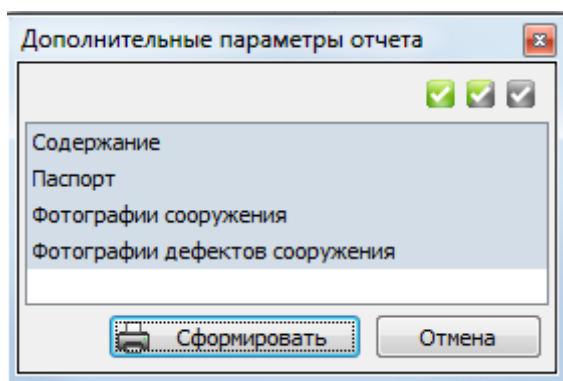 Дополнительные параметры отчета
Содержание
Паспорт
Фотографии сооружения
Фотографии дефектов сооружения
Сформировать
Отмена